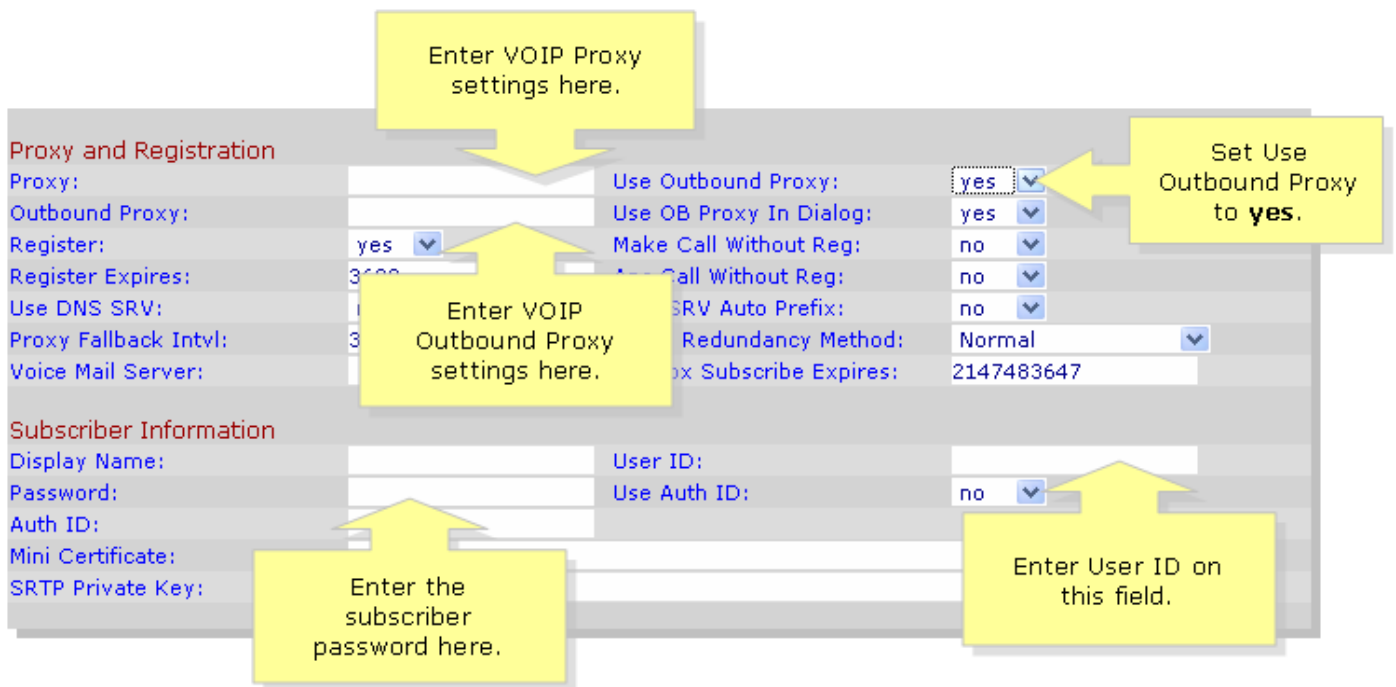 Enter VOIP Proxy
settings here.
Proxy and Registration
Proxy: Use Outbound Proxy: yes
Set Use
Outbound Proxy
to yes.
Outbound Proxy: Use OB Proxy In Dialog: yes
Register: yes Make Call Without Reg: no
Register Expires: Call Without Reg: no
Use DNS SRV: SRV Auto Prefix: no
Proxy Fallback Intvl: 3 Redundancy Method: Normal
Voice Mail Server: Subscribe Expires: 2147483647
Enter VOIP
Outbound Proxy
settings here.
Subscriber Information
Display Name: User ID:
Password: Use Auth ID: no
Auth ID:
Mini Certificate:
SRTP Private Key:
Enter the
subscriber
password here.
Enter User ID on
this field.